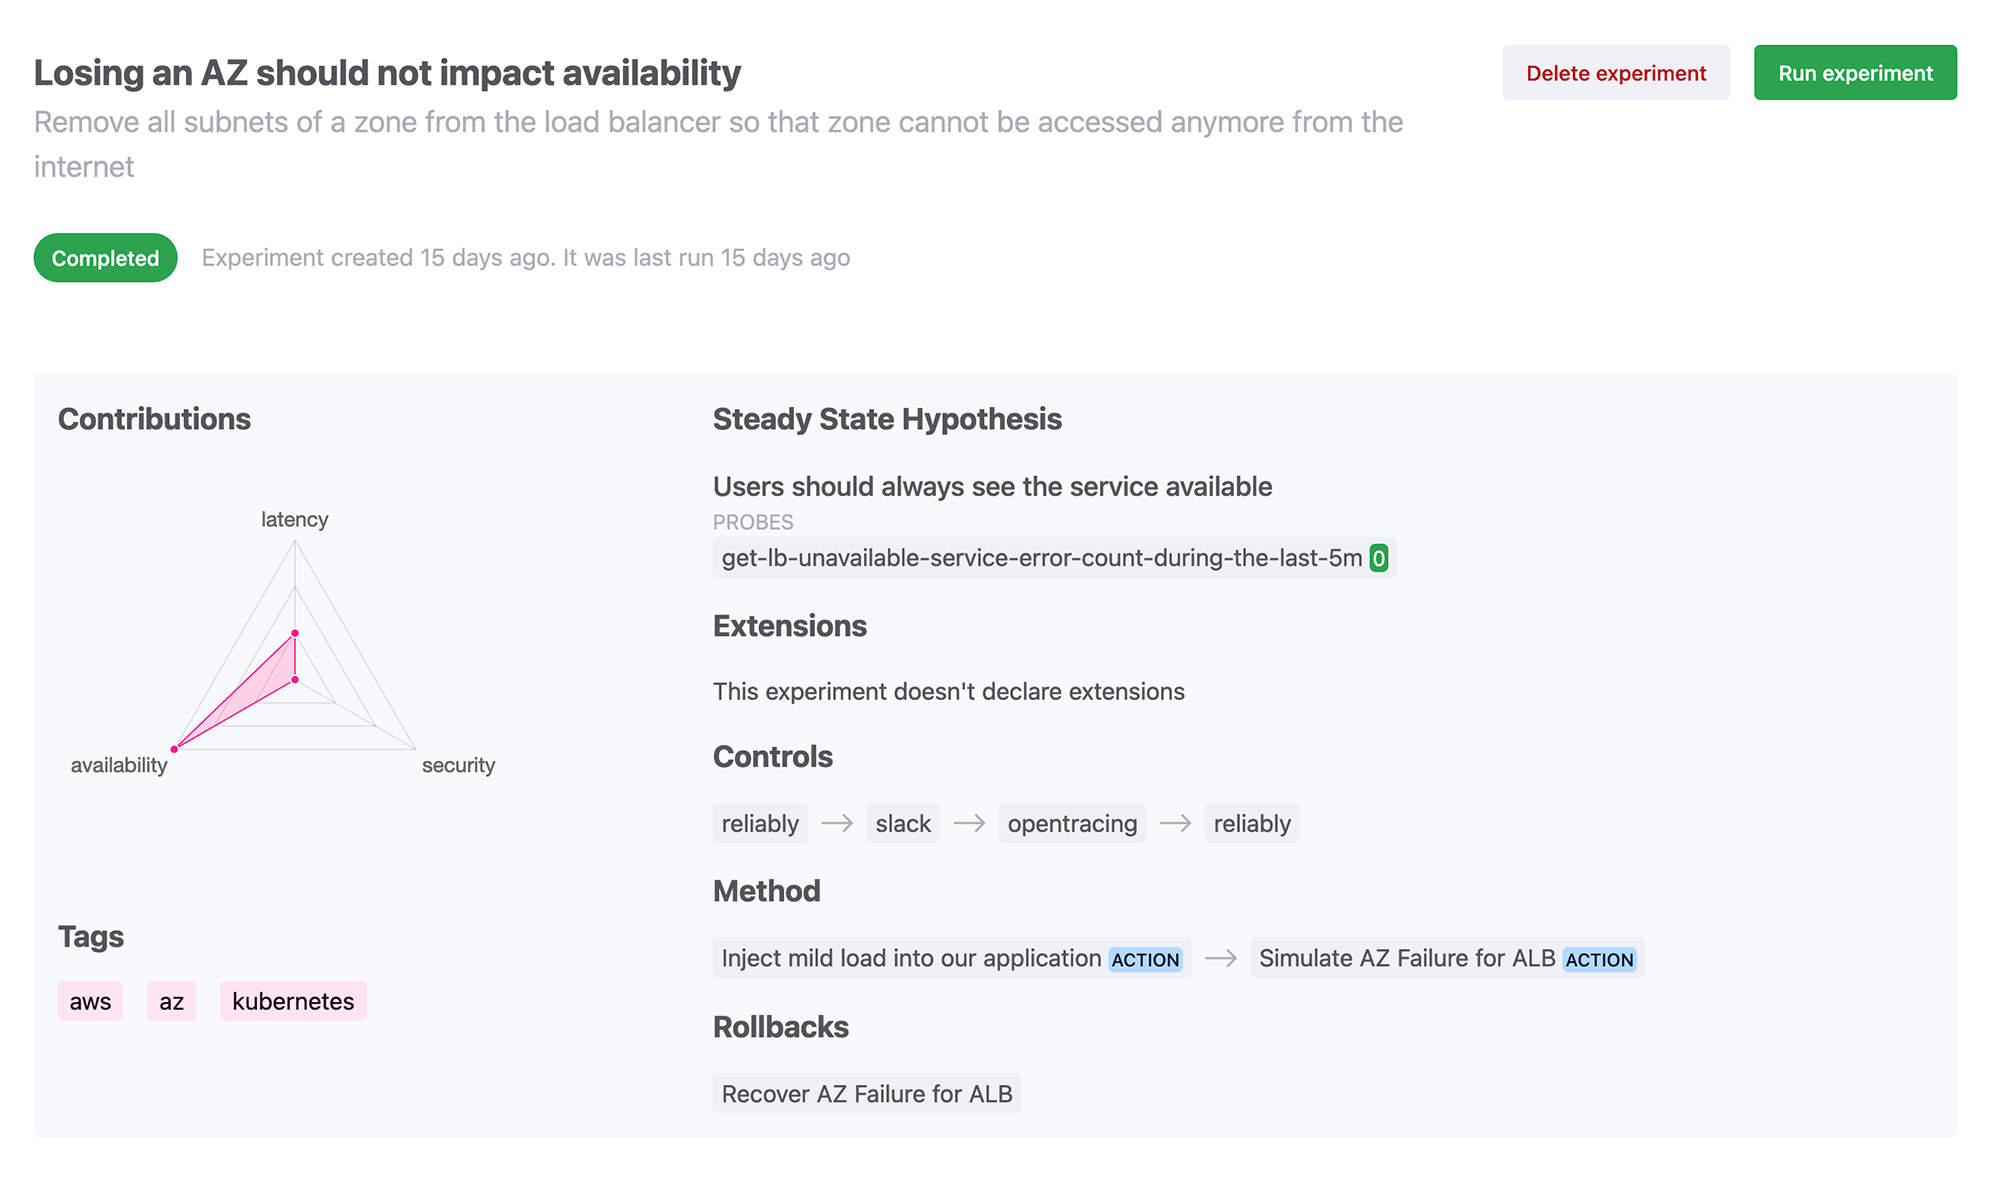 Losing an AZ should not impact availability
Delete experiment
Run experiment
Remove all subnets of a zone from the load balancer so that zone cannot be accessed anymore from the
internet
Completed
Experiment created 15 days ago. It was last run 15 days ago
Contributions
latency
availability
security
Tags
aws
az
kubernetes
Steady State Hypothesis
Users should always see the service available
PROBES
get-lb-unavailable-service-error-count-during-the-last-5m 0
Extensions
This experiment doesn't declare extensions
Controls
reliably → slack → opentracing → reliably
Method
Inject mild load into our application ACTION → Simulate AZ Failure for ALB ACTION
Rollbacks
Recover AZ Failure for ALB